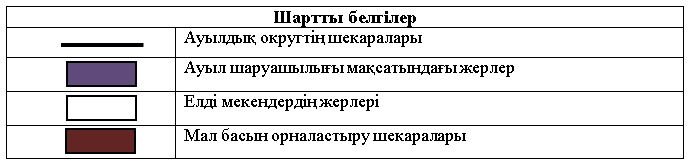 Шартты белгілер
Ауылдық округтің шекаралары
Ауыл шаруашылығы мақсатындағы жерлер
Елді мекендердің жерлері
Мал басын орналастыру шекаралары